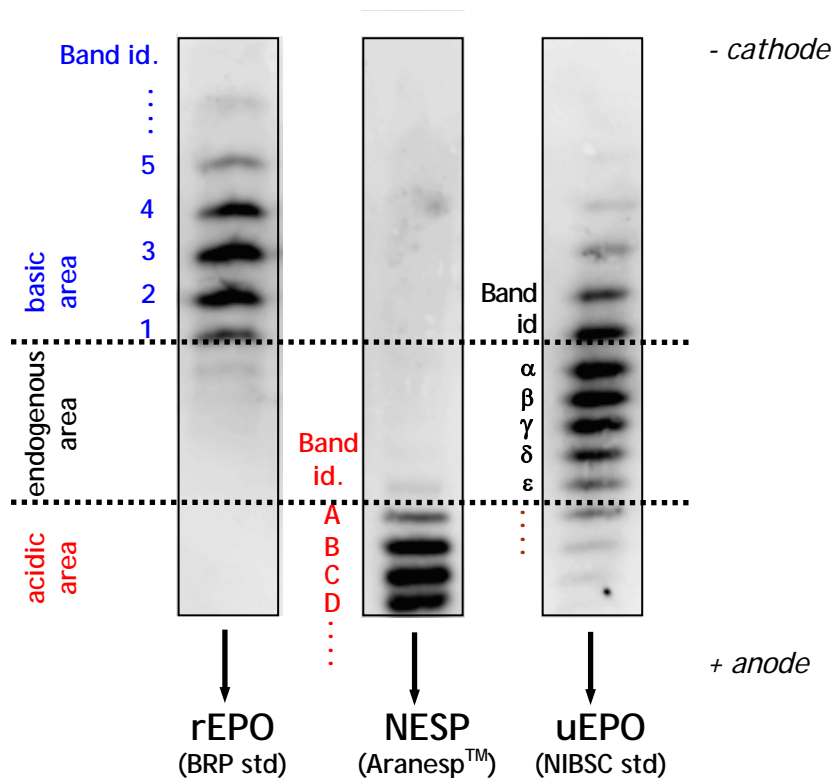 Band id.
- cathode
5
4
3
2
1
basic
area
Band
id
endogenous
area
α
β
γ
δ
ε
Band
id.
acidic
area
A
B
C
D
+ anode
rEPO
(BRP std)
NESP
(Aranesp™)
uEPO
(NIBSC std)